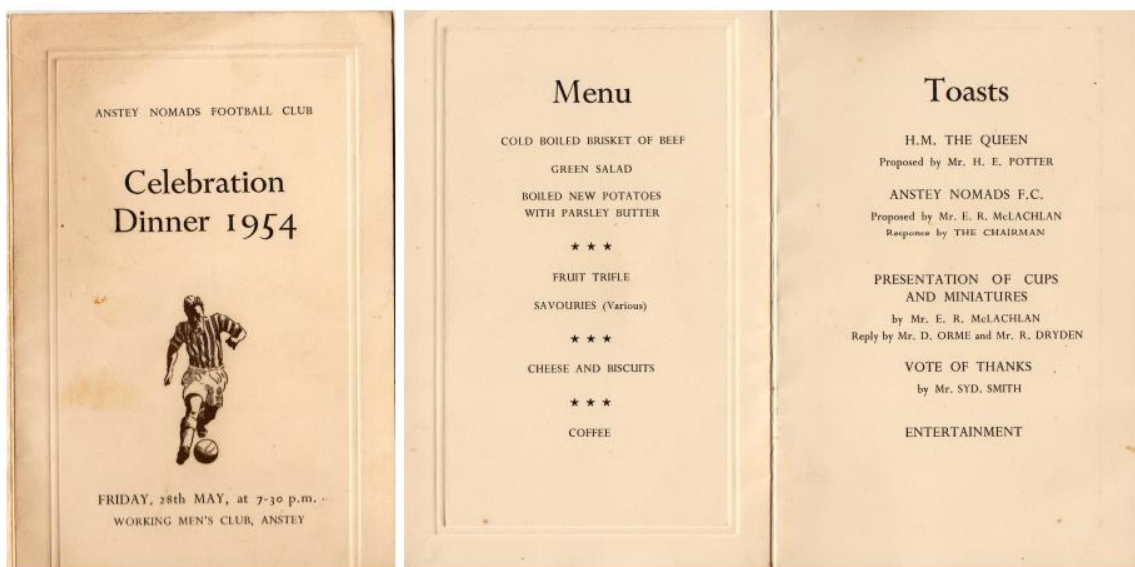 ANSTEY NOMADS FOOTBALL CLUB
Celebration
Dinner 1954
FRIDAY, 28th MAY, at 7-30 p.m.
WORKING MEN'S CLUB, ANSTEY
Menu
COLD BOILED BRISKET OF BEEF
GREEN SALAD
BOILED NEW POTATOES
WITH PARSLEY BUTTER
★ ★ ★
FRUIT TRIFLE
SAVOURIES (Various)
★ ★ ★
CHEESE AND BISCUITS
★ ★ ★
COFFEE
Toasts
H.M. THE QUEEN
Proposed by Mr. H. E. POTTER
ANSTEY NOMADS F.C.
Proposed by Mr. E. R. McLACHLAN
Response by THE CHAIRMAN
PRESENTATION OF CUPS
AND MINIATURES
by Mr. E. R. McLACHLAN
Reply by Mr. D. ORME and Mr. R. DRYDEN
VOTE OF THANKS
by Mr. SYD. SMITH
ENTERTAINMENT